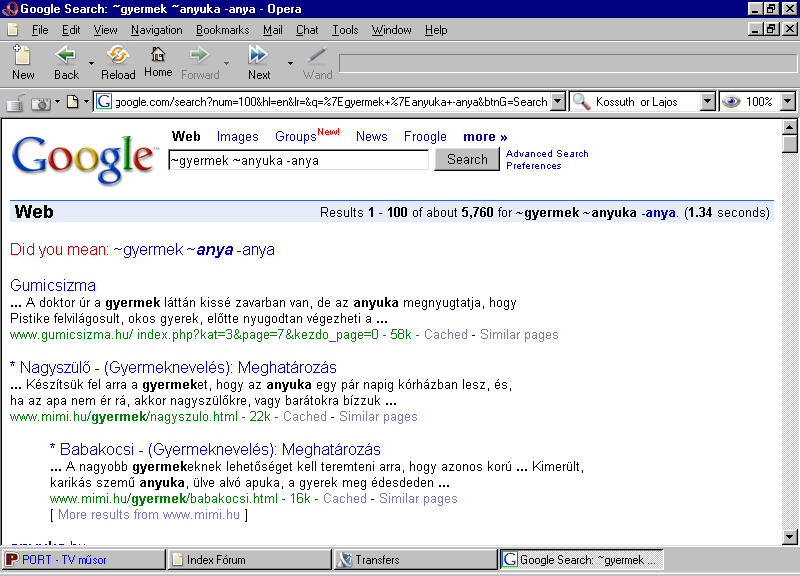 Google Search: ~gyermek ~anyuka -anya - Opera
File Edit View Navigation Bookmarks Mail Chat Tools Window Help
New Back Reload Home Forward Next Wand
google.com/search?num=100&hl=en&lr=&q=%7Egyermek+%7Eanyuka+-anya&btnG=Search Kossuth or Lajos 100%
Google™
Web Images Groups New! News Froogle more »
~gyermek ~anyuka -anya Search Advanced Search
Preferences
Web Results 1 - 100 of about 5,760 for ~gyermek ~anyuka -anya. (1.34 seconds)
Did you mean: ~gyermek ~anya -anya
Gumicsizma
... A doktor úr a gyermek láttán kissé zavarban van, de az anyuka megnyugtatja, hogy
Pistike felvilágosult, okos gyerek, előtte nyugodtan végezheti a ...
www.gumicsizma.hu/ index.php?kat=3&page=7&kezdo_page=0 - 58k - Cached - Similar pages
* Nagyszülő - (Gyermeknevelés): Meghatározás
... Készítsük fel arra a gyermeket, hogy az anyuka egy pár napig kórházban lesz, és,
ha az apa nem ér rá, akkor nagyszülőkre, vagy barátokra bízzuk ...
www.mimi.hu/gyermek/nagyszulo.html - 22k - Cached - Similar pages
* Babakocsi - (Gyermeknevelés): Meghatározás
... A nagyobb gyermekeknek lehetőséget kell teremteni arra, hogy azonos korú ... Kimerült,
karikás szemű anyuka, ülve alvó apuka, a gyerek meg édesdeden ...
www.mimi.hu/gyermek/babakocsi.html - 16k - Cached - Similar pages
[ More results from www.mimi.hu ]
PORT - TV műsor Index Fórum Transfers Google Search: ~gyermek ...